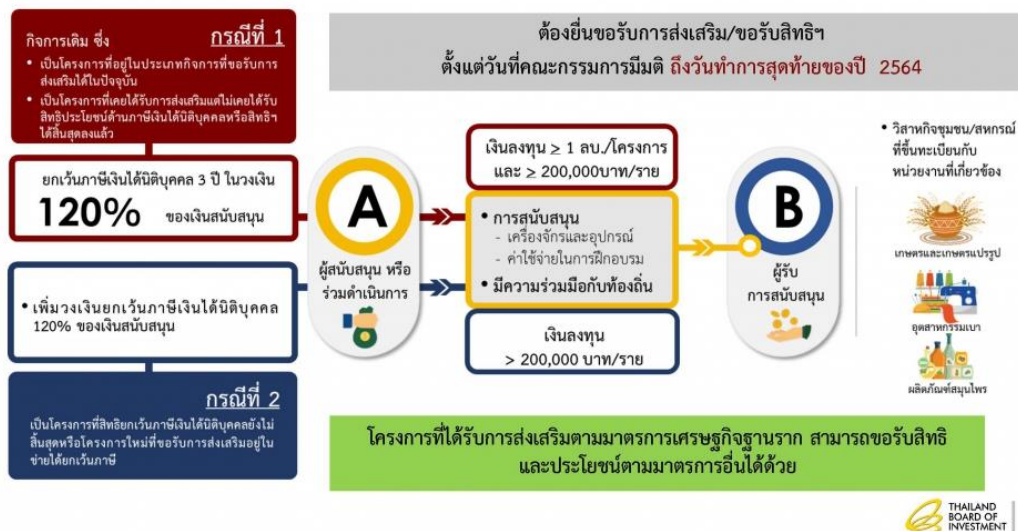 กรณีที่ 1
กิจการเดิม ซึ่ง
• เป็นโครงการที่อยู่ในประเภทกิจการที่ขอรับการ
ส่งเสริมได้ในปัจจุบัน
• เป็นโครงการที่เคยได้รับการส่งเสริมแต่ไม่เคยได้รับ
สิทธิประโยชน์ด้านภาษีเงินได้นิติบุคคลหรือสิทธิฯ
ได้สิ้นสุดลงแล้ว
ยกเว้นภาษีเงินได้นิติบุคคล 3 ปี ในวงเงิน
120% ของเงินสนับสนุน
• เพิ่มวงเงินยกเว้นภาษีเงินได้นิติบุคคล
120% ของเงินสนับสนุน
กรณีที่ 2
เป็นโครงการที่สิทธิยกเว้นภาษีเงินได้นิติบุคคลยังไม่
สิ้นสุดหรือโครงการใหม่ที่ขอรับการส่งเสริมอยู่ใน
ข่ายได้ยกเว้นภาษี
ต้องยื่นขอรับการส่งเสริม/ขอรับสิทธิฯ
ตั้งแต่วันที่คณะกรรมการมีมติ ถึงวันทำการสุดท้ายของปี 2564
A
ผู้สนับสนุน หรือ
ร่วมดำเนินการ
เงินลงทุน ≥ 1 ลบ./โครงการ
และ ≥ 200,000บาท/ราย
• การสนับสนุน
- เครื่องจักรและอุปกรณ์
- ค่าใช้จ่ายในการฝึกอบรม
• มีความร่วมมือกับท้องถิ่น
เงินลงทุน
> 200,000 บาท/ราย
B
ผู้รับ
การสนับสนุน
• วิสาหกิจชุมชน/สหกรณ์
ที่ขึ้นทะเบียนกับ
หน่วยงานที่เกี่ยวข้อง
เกษตรและเกษตรแปรรูป
อุตสาหกรรมเบา
ผลิตภัณฑ์สมุนไพร
โครงการที่ได้รับการส่งเสริมตามมาตรการเศรษฐกิจฐานราก สามารถขอรับสิทธิ
และประโยชน์ตามมาตรการอื่นได้ด้วย
THAILAND
BOARD OF
INVESTMENT